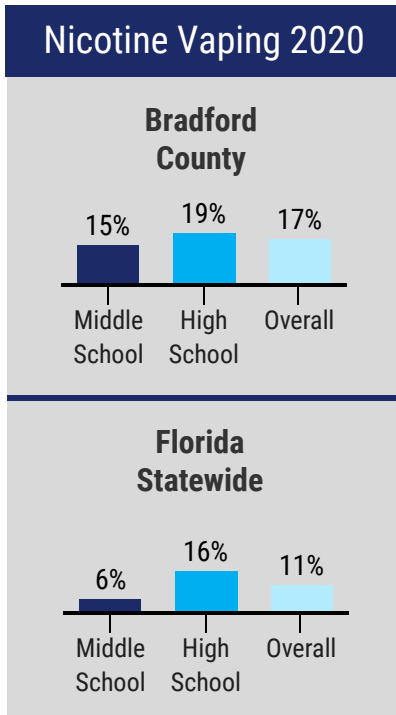 Nicotine Vaping 2020
Bradford
County
15%
19%
17%
Middle
School
High
School
Overall
Florida
Statewide
6%
16%
11%
Middle
School
High
School
Overall